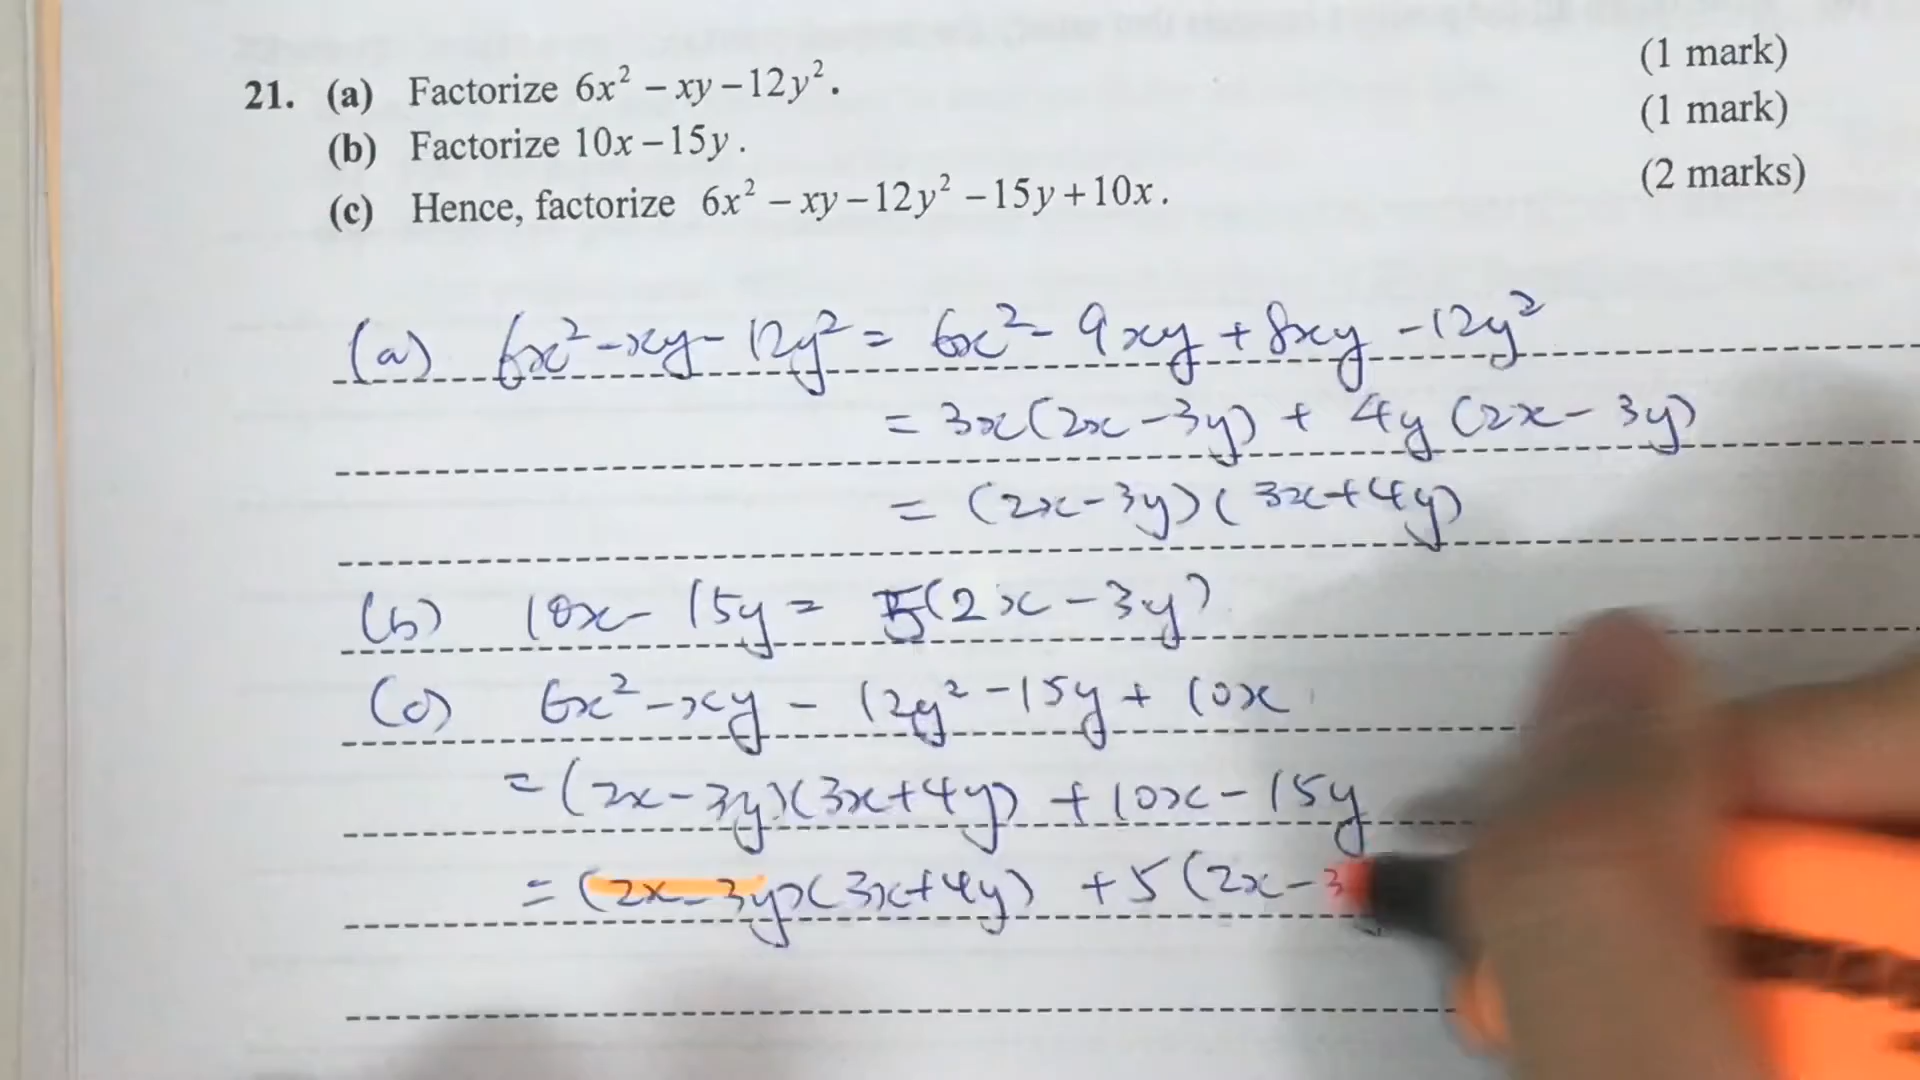 21. (a) Factorize 6x² – xy – 12y². (1 mark)
(b) Factorize 10x – 15y. (1 mark)
(c) Hence, factorize 6x² – xy – 12y² – 15y + 10x. (2 marks)
(a) 6x² - xy - 12y² = 6x² - 9xy + 8xy - 12y²
= 3x(2x - 3y) + 4y(2x - 3y)
= (2x - 3y)(3x + 4y)
(b) 10x - 15y = 5(2x - 3y)
(c) 6x² - xy - 12y² - 15y + 10x
= (2x - 3y)(3x + 4y) + 10x - 15y
= (2x - 3y)(3x + 4y) + 5(2x - 3